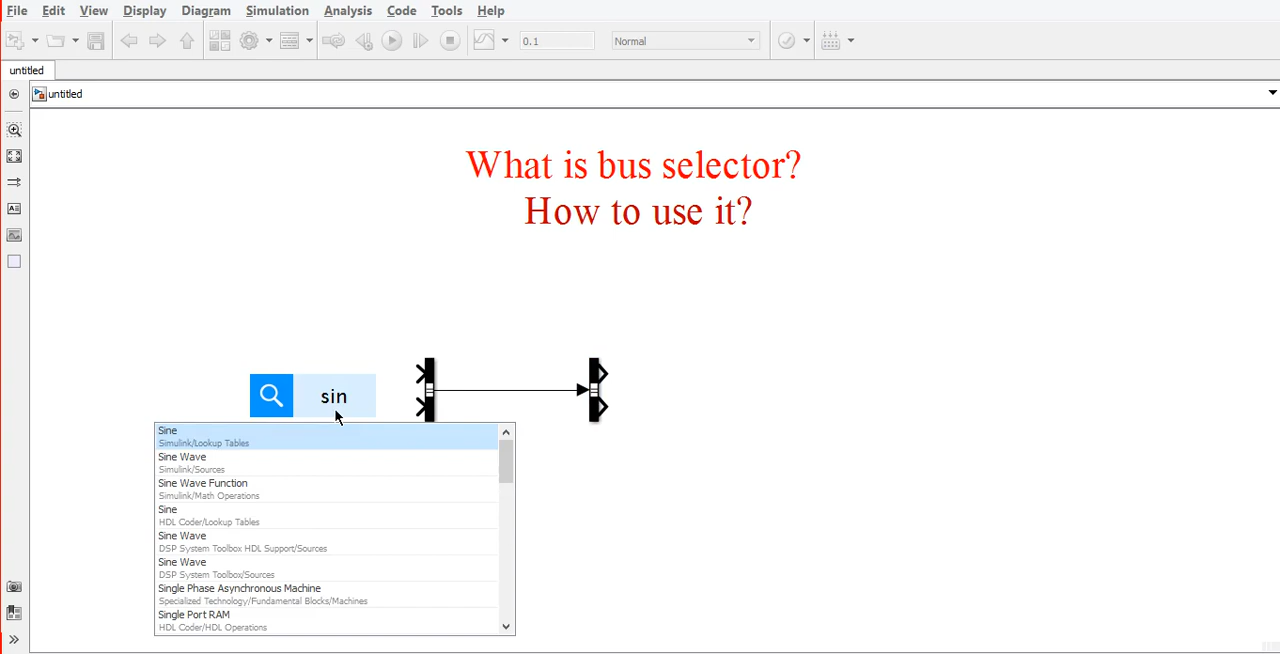 File Edit View Display Diagram Simulation Analysis Code Tools Help
0.1 Normal
untitled
untitled
What is bus selector?
How to use it?
sin
Sine
Simulink/Lookup Tables
Sine Wave
Simulink/Sources
Sine Wave Function
Simulink/Math Operations
Sine
HDL Coder/Lookup Tables
Sine Wave
DSP System Toolbox HDL Support/Sources
Sine Wave
DSP System Toolbox/Sources
Single Phase Asynchronous Machine
Specialized Technology/Fundamental Blocks/Machines
Single Port RAM
HDL Coder/HDL Operations